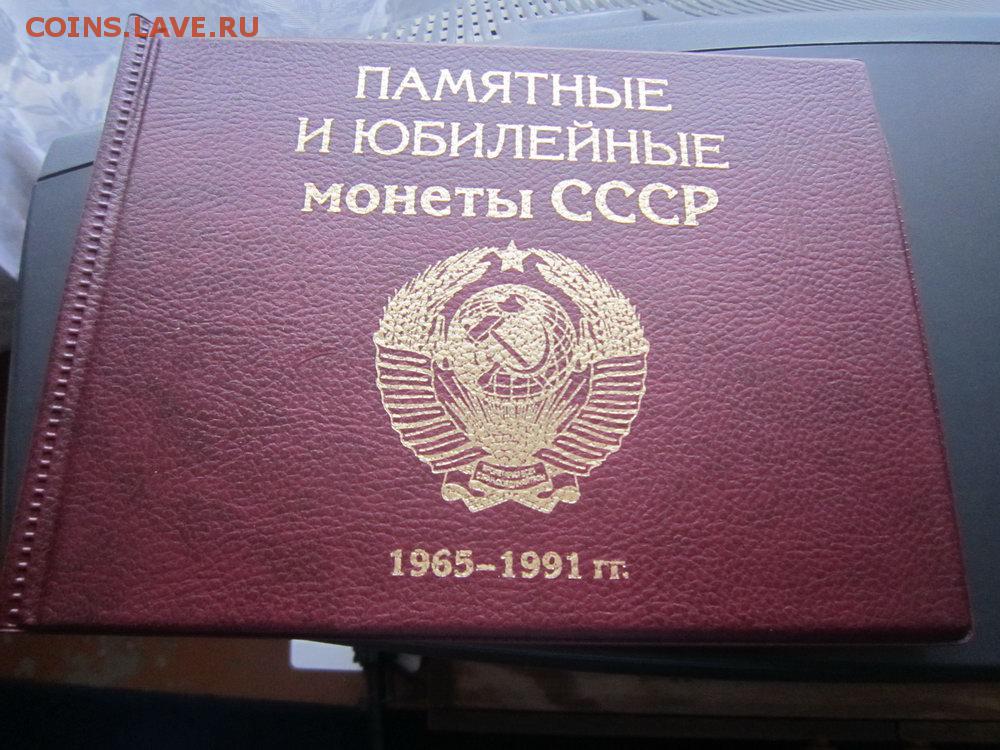 COINS.LAVE.RU
ПАМЯТНЫЕ
И ЮБИЛЕЙНЫЕ
монеты СССР
1965–1991 гг.